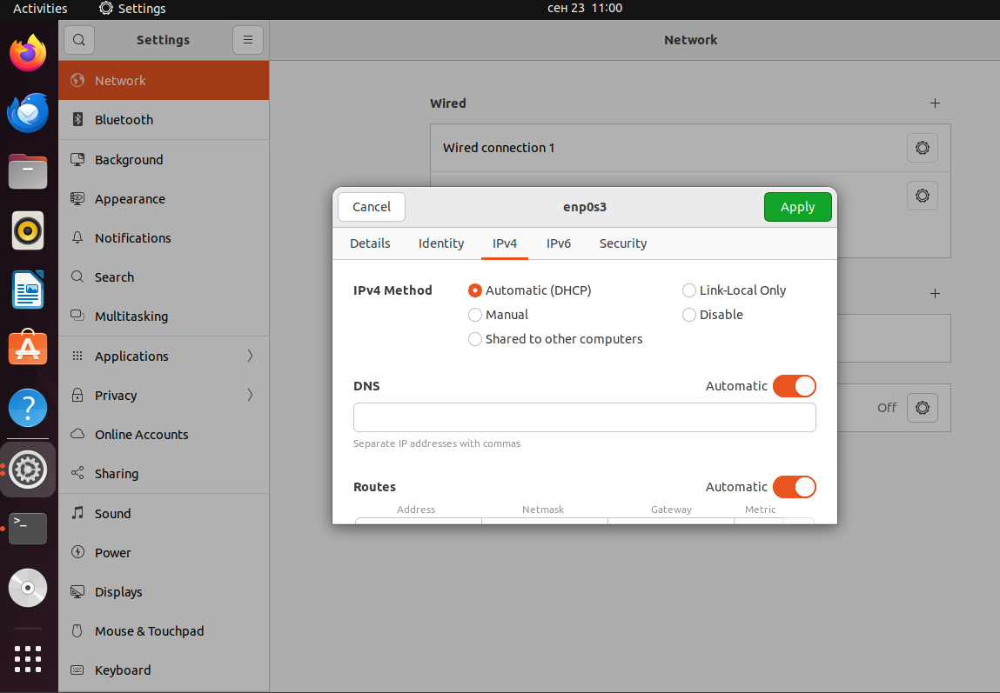 Activities
Settings
сен 23 11:00
Settings
Network
Network
Bluetooth
Background
Appearance
Notifications
Search
Multitasking
Applications
Privacy
Online Accounts
Sharing
Sound
Power
Displays
Mouse & Touchpad
Keyboard
Wired
Wired connection 1
Off
Cancel
enp0s3
Apply
Details Identity IPv4 IPv6 Security
IPv4 Method
Automatic (DHCP)
Link-Local Only
Manual
Disable
Shared to other computers
DNS
Automatic
Separate IP addresses with commas
Routes
Automatic
Address Netmask Gateway Metric